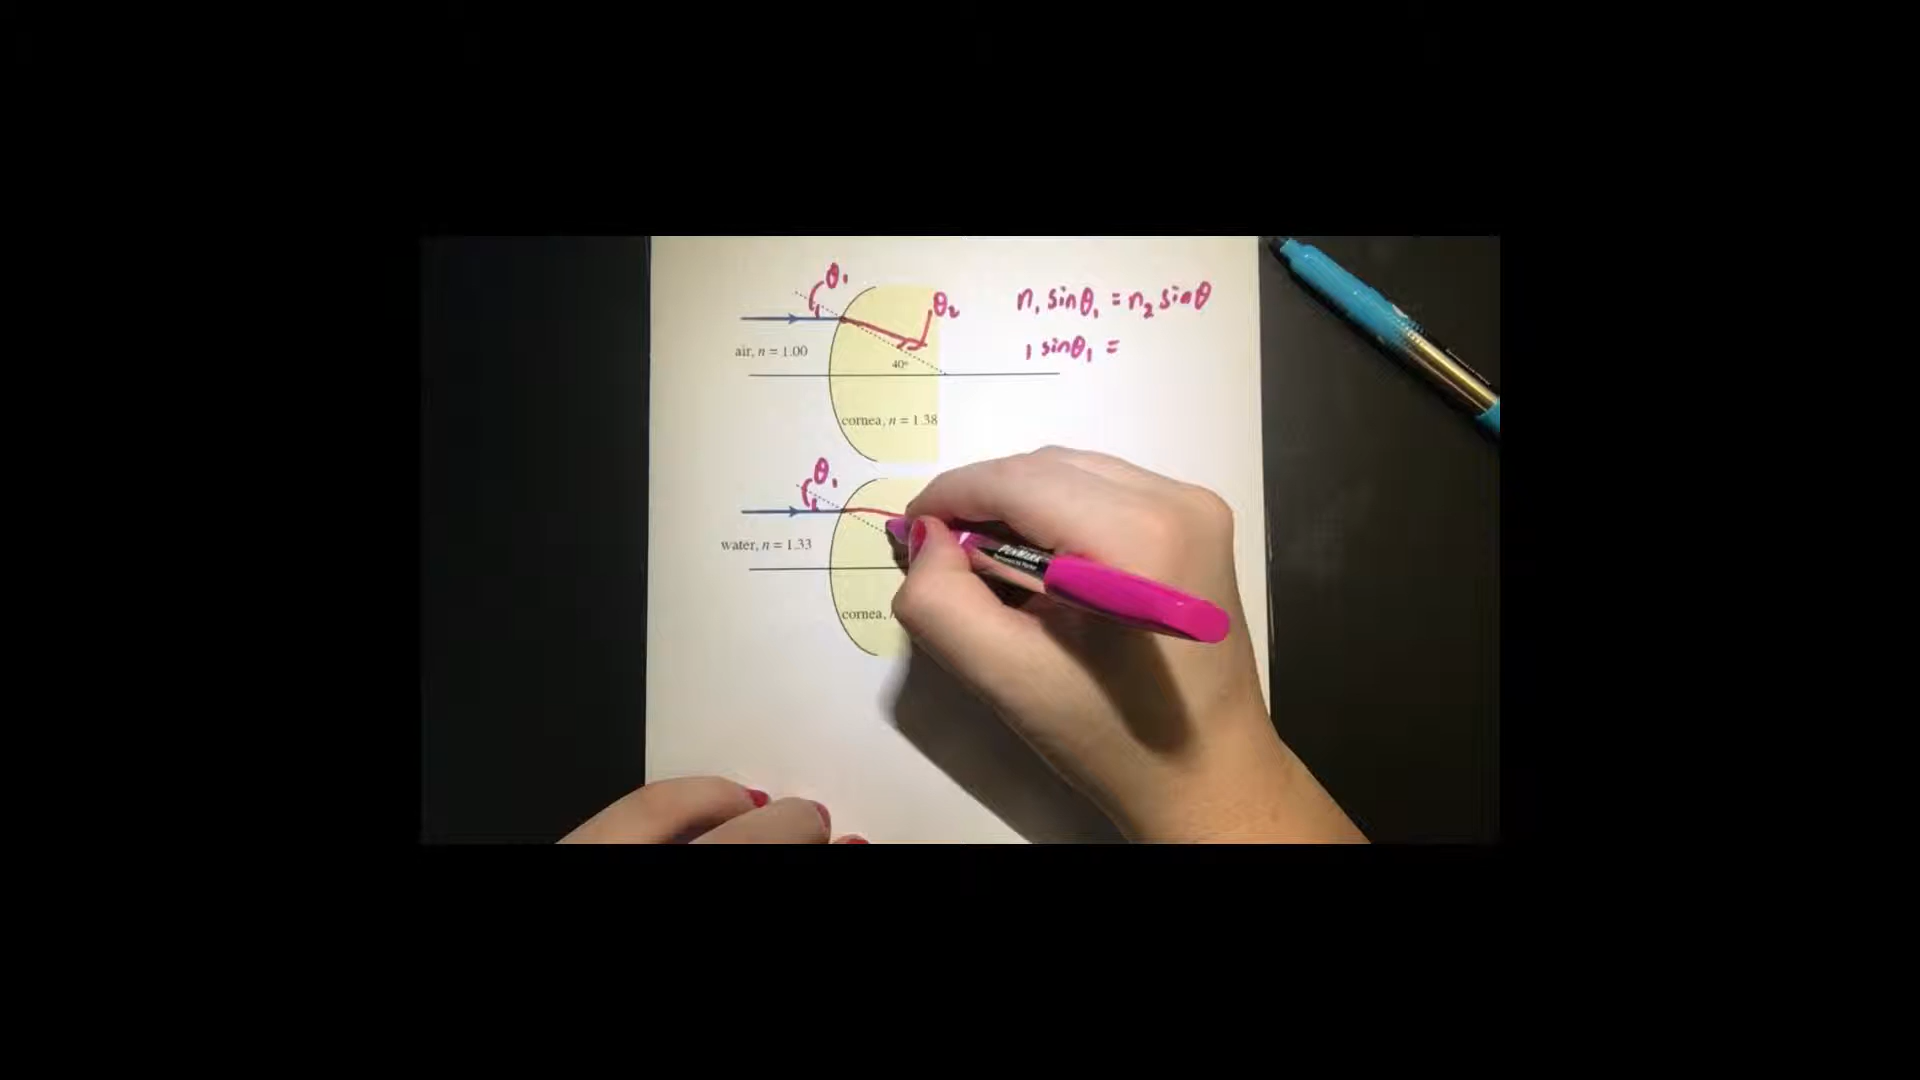 θ₁
θ₂
n₁ sinθ₁ = n₂ sinθ
1 sinθ₁ =
air, n = 1.00
40°
cornea, n = 1.38
θ₁
water, n = 1.33
cornea,
PENMARK